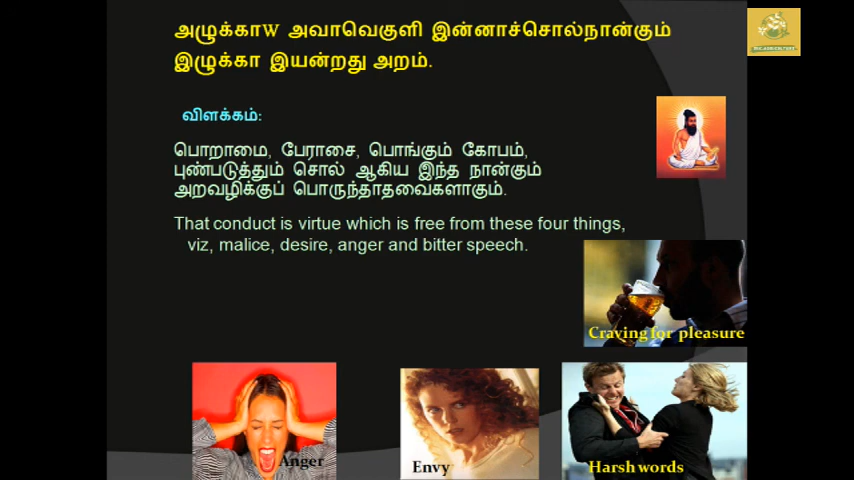 அழுக்காW அவாவெகுளி இன்னாச்சொல்நான்கும்
இழுக்கா இயன்றது அறம்.
விளக்கம்:
பொறாமை, பேராசை, பொங்கும் கோபம்,
புண்படுத்தும் சொல் ஆகிய இந்த நான்கும்
அறவழிக்குப் பொருந்தாதவைகளாகும்.
That conduct is virtue which is free from these four things,
viz, malice, desire, anger and bitter speech.
Craving for pleasure
Anger
Envy
Harsh words